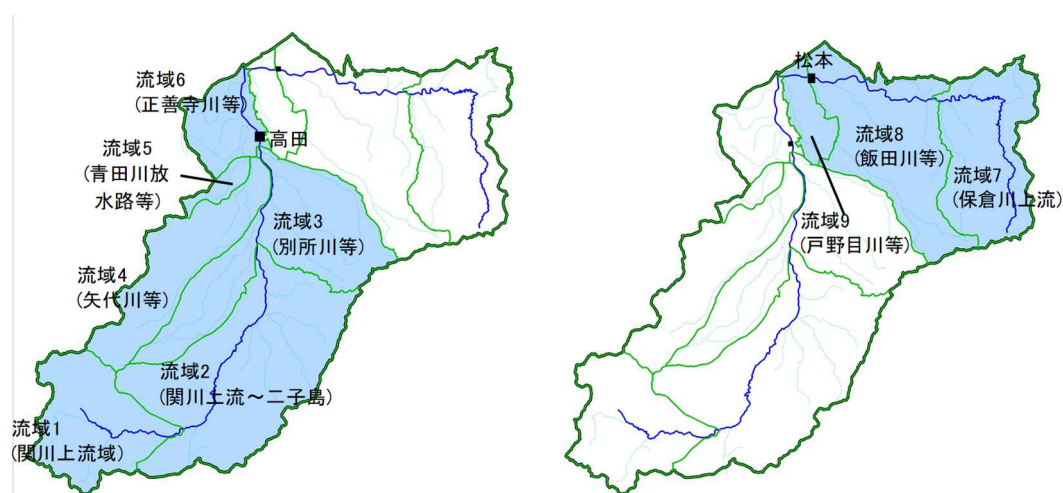 流域6
(正善寺川等)
高田
流域5
(青田川放
水路等)
流域3
(別所川等)
流域4
(矢代川等)
流域2
(関川上流～二子島)
流域1
(関川上流域)
松本
流域8
(飯田川等)
流域7
(保倉川上流)
流域9
(戸野目川等)